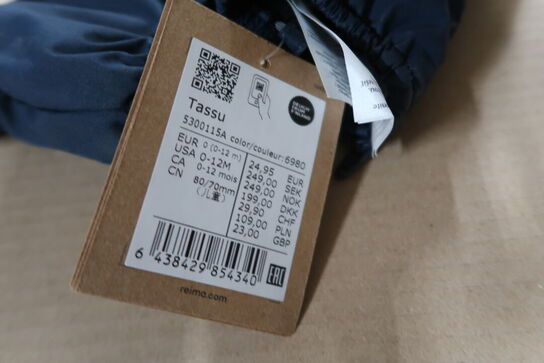 Tassu
5300115A color/couleur: 6980
EUR 0 (0-12 m)
USA 0-12M
CA 0-12 mois
CN 80/70mm
24,95 EUR
249,00 SEK
249,00 NOK
199,00 DKK
29,90 CHF
109,00 PLN
23,00 GBP
6 438429 854340
EAC
reima.com